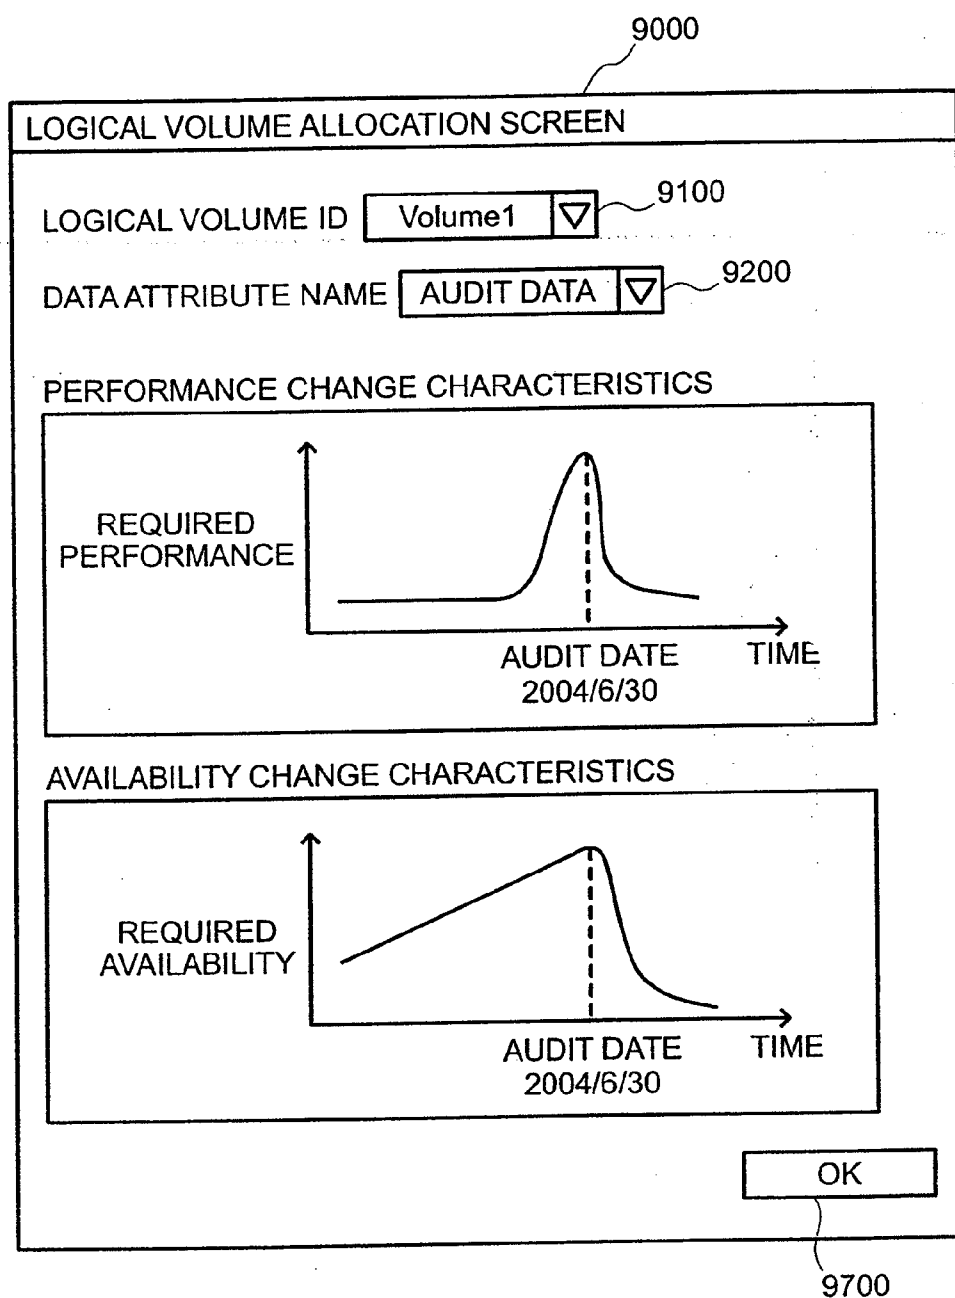 9000
LOGICAL VOLUME ALLOCATION SCREEN
LOGICAL VOLUME ID Volume1 9100
DATA ATTRIBUTE NAME AUDIT DATA 9200
PERFORMANCE CHANGE CHARACTERISTICS
REQUIRED
PERFORMANCE
AUDIT DATE TIME
2004/6/30
AVAILABILITY CHANGE CHARACTERISTICS
REQUIRED
AVAILABILITY
AUDIT DATE TIME
2004/6/30
OK
9700